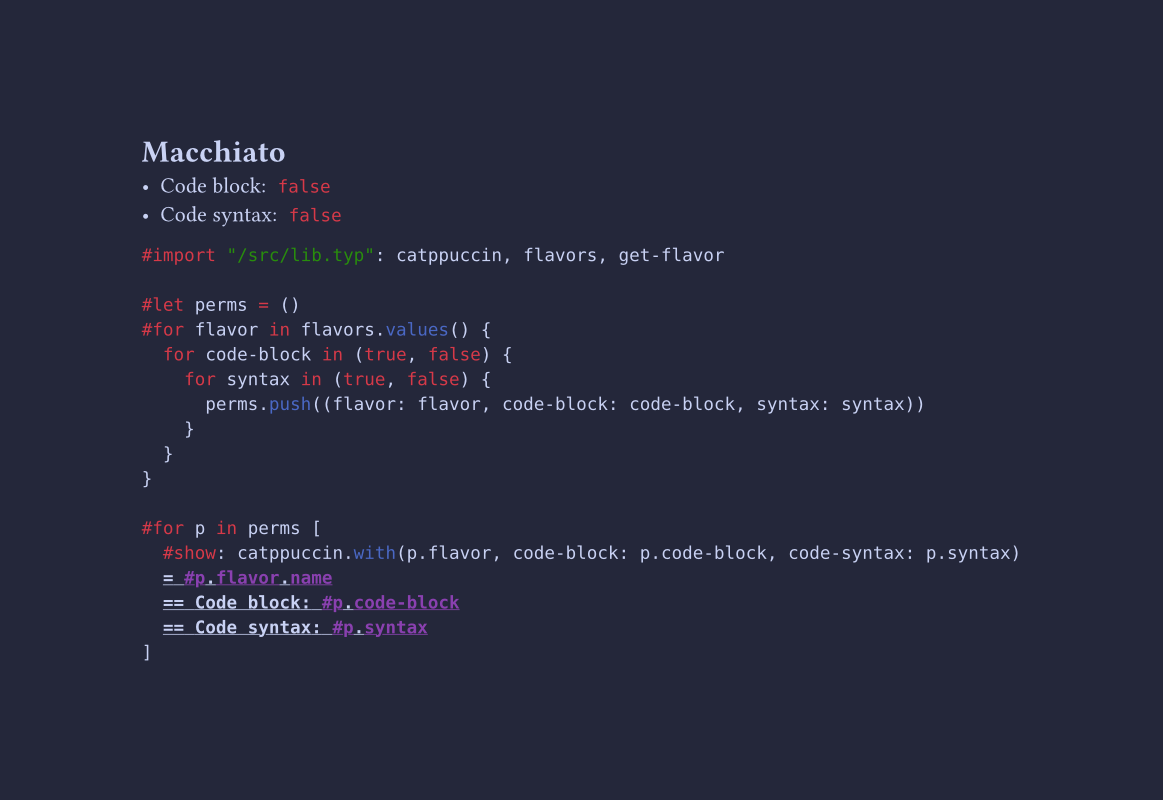 Macchiato
• Code block: false
• Code syntax: false
#import "/src/lib.typ": catppuccin, flavors, get-flavor
#let perms = ()
#for flavor in flavors.values() {
  for code-block in (true, false) {
    for syntax in (true, false) {
      perms.push((flavor: flavor, code-block: code-block, syntax: syntax))
    }
  }
}
#for p in perms [
  #show: catppuccin.with(p.flavor, code-block: p.code-block, code-syntax: p.syntax)
  = #p.flavor.name
  == Code block: #p.code-block
  == Code syntax: #p.syntax
]